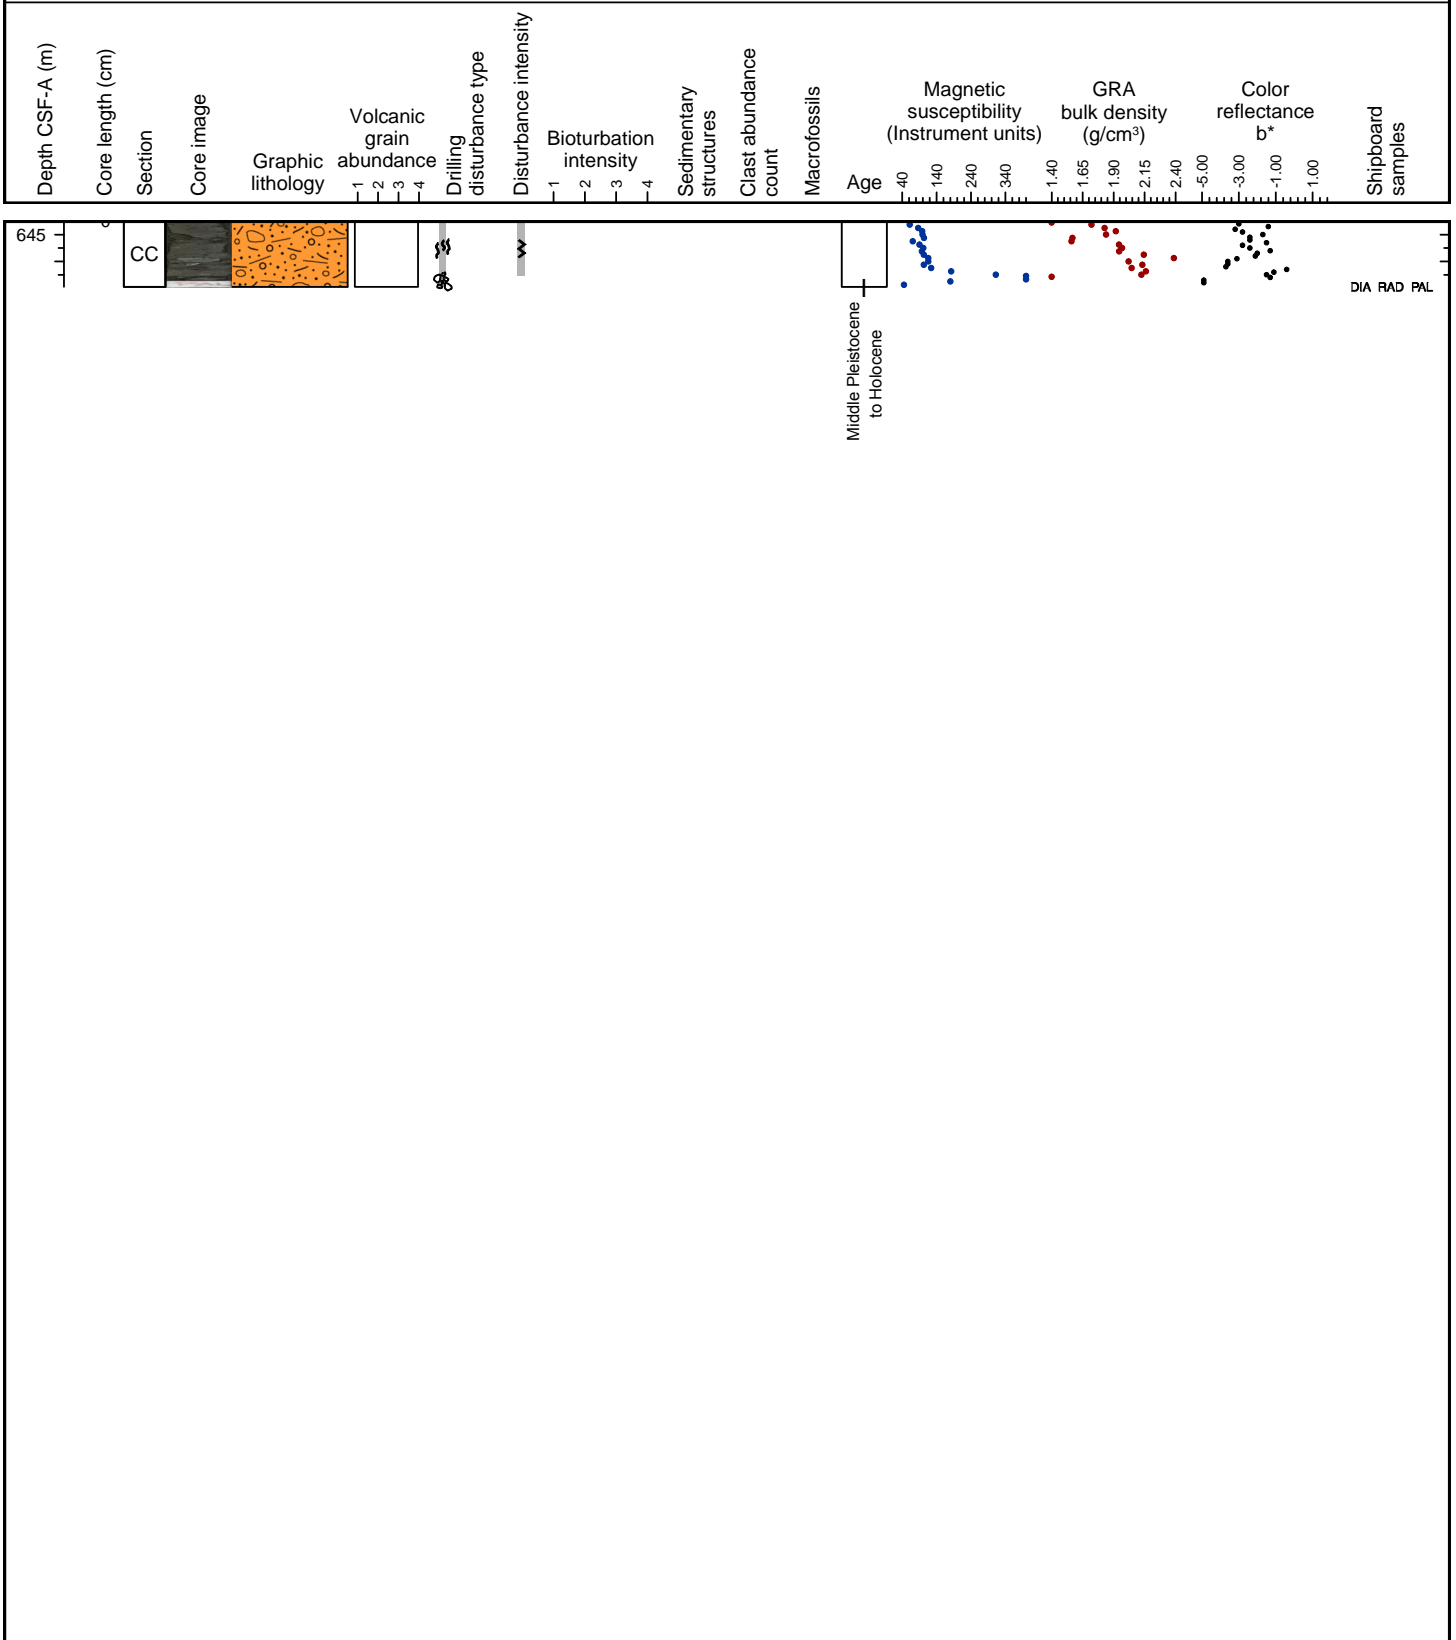 Depth CSF-A (m)
Core length (cm)
Section
Core image
Graphic
lithology
Volcanic
grain
abundance
1 2 3 4
Drilling
disturbance type
Disturbance intensity
Bioturbation
intensity
1 2 3 4
Sedimentary
structures
Clast abundance
count
Macrofossils
Age
Magnetic
susceptibility
(Instrument units)
40 140 240 340
GRA
bulk density
(g/cm³)
1.40 1.65 1.90 2.15 2.40
Color
reflectance
b*
-5.00 -3.00 -1.00 1.00
Shipboard
samples
645
0
CC
DIA RAD PAL
Middle Pleistocene
to Holocene